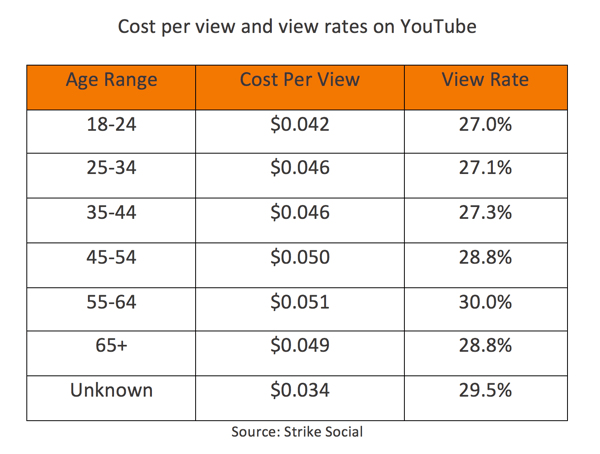 Cost per view and view rates on YouTube
Age Range Cost Per View View Rate
18-24 $0.042 27.0%
25-34 $0.046 27.1%
35-44 $0.046 27.3%
45-54 $0.050 28.8%
55-64 $0.051 30.0%
65+ $0.049 28.8%
Unknown $0.034 29.5%
Source: Strike Social